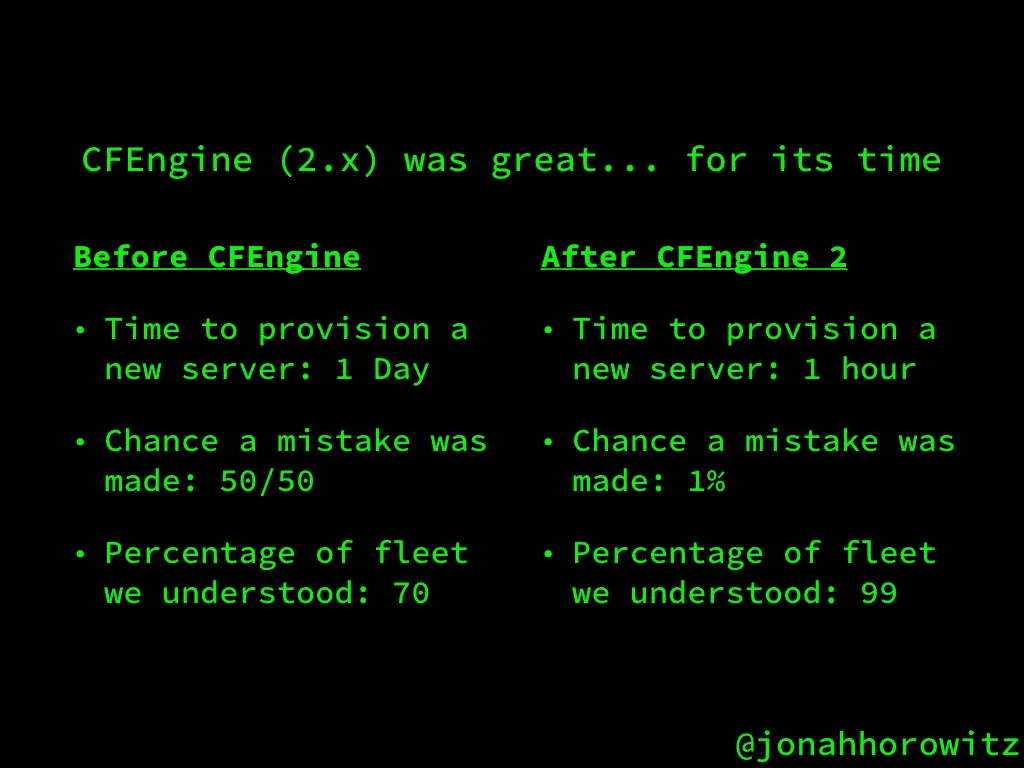 CFEngine (2.x) was great... for its time
Before CFEngine
• Time to provision a
new server: 1 Day
• Chance a mistake was
made: 50/50
• Percentage of fleet
we understood: 70
After CFEngine 2
• Time to provision a
new server: 1 hour
• Chance a mistake was
made: 1%
• Percentage of fleet
we understood: 99
@jonahhorowitz